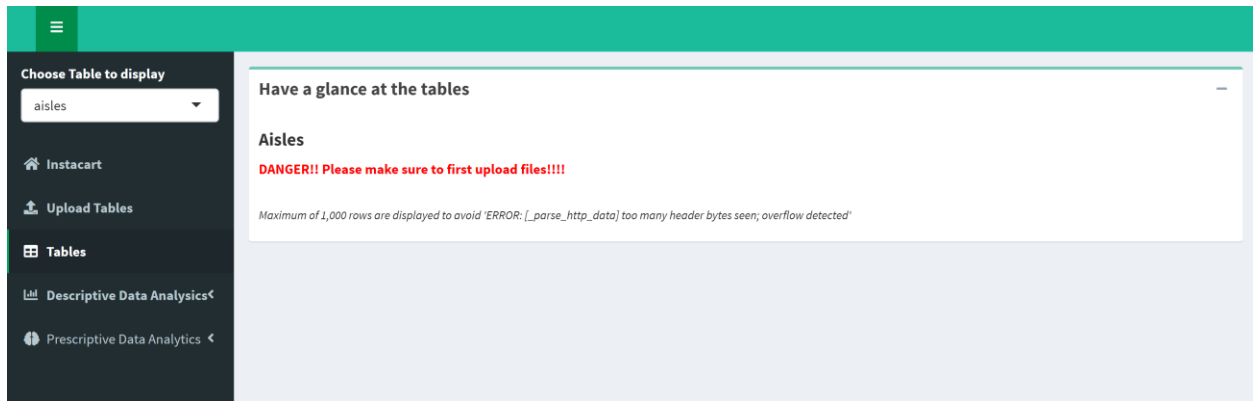 Choose Table to display
aisles
Instacart
Upload Tables
Tables
Descriptive Data Analysics
Prescriptive Data Analytics
Have a glance at the tables
Aisles
DANGER!! Please make sure to first upload files!!!!
Maximum of 1,000 rows are displayed to avoid 'ERROR: [_parse_http_data] too many header bytes seen; overflow detected'